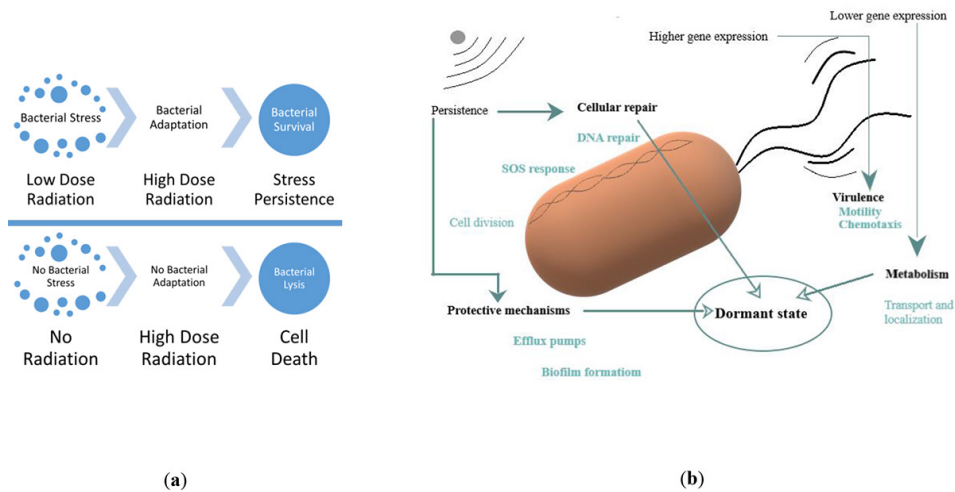 Bacterial Stress
Bacterial
Adaptation
Bacterial
Survival
Low Dose
Radiation
High Dose
Radiation
Stress
Persistence
No Bacterial
Stress
No Bacterial
Adaptation
Bacterial
Lysis
No
Radiation
High Dose
Radiation
Cell
Death
(a)
Lower gene expression
Higher gene expression
Persistence
Cellular repair
DNA repair
SOS response
Cell division
Virulence
Motility
Chemotaxis
Metabolism
Transport and
localization
Protective mechanisms
Dormant state
Efflux pumps
Biofilm formatiom
(b)